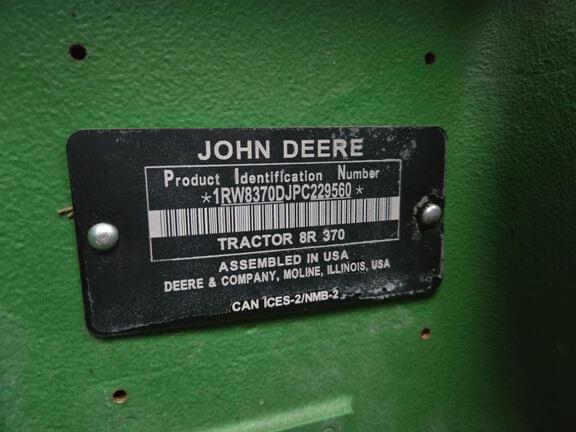 JOHN DEERE
Product Identification Number
*1RW8370DJPC229560*
TRACTOR 8R 370
ASSEMBLED IN USA
DEERE & COMPANY, MOLINE, ILLINOIS, USA
CAN ICES-2/NMB-2